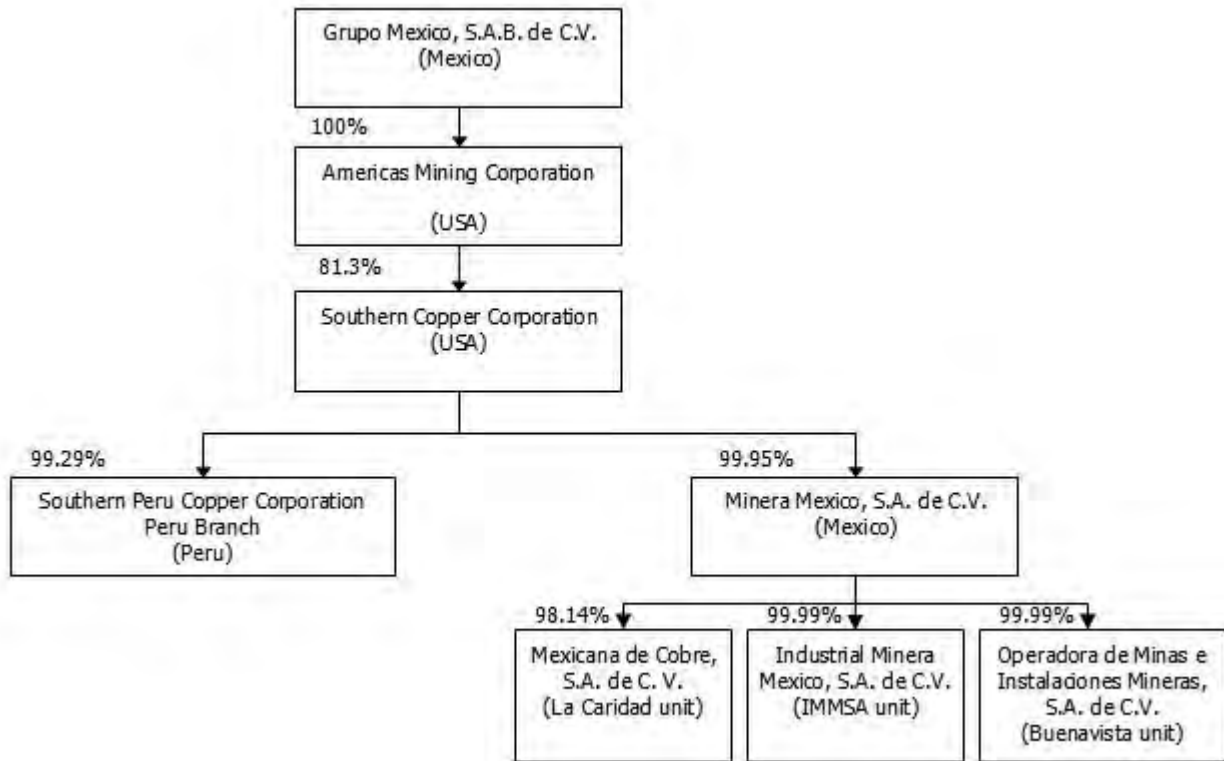 Grupo Mexico, S.A.B. de C.V.
(Mexico)
100%
Americas Mining Corporation
(USA)
81.3%
Southern Copper Corporation
(USA)
99.29%
99.95%
Southern Peru Copper Corporation
Peru Branch
(Peru)
Minera Mexico, S.A. de C.V.
(Mexico)
98.14%
99.99%
99.99%
Mexicana de Cobre,
S.A. de C. V.
(La Caridad unit)
Industrial Minera
Mexico, S.A. de C.V.
(IMMSA unit)
Operadora de Minas e
Instalaciones Mineras,
S.A. de C.V.
(Buenavista unit)